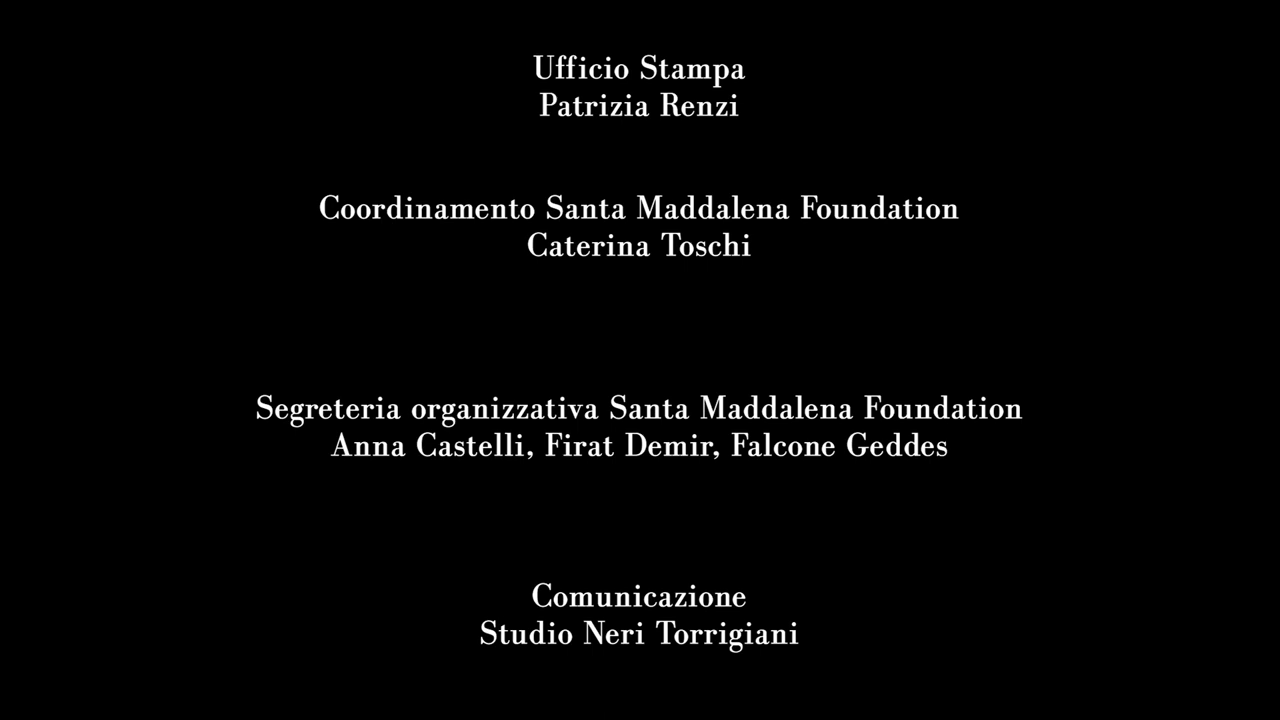 Ufficio Stampa
Patrizia Renzi
Coordinamento Santa Maddalena Foundation
Caterina Toschi
Segreteria organizzativa Santa Maddalena Foundation
Anna Castelli, Firat Demir, Falcone Geddes
Comunicazione
Studio Neri Torrigiani